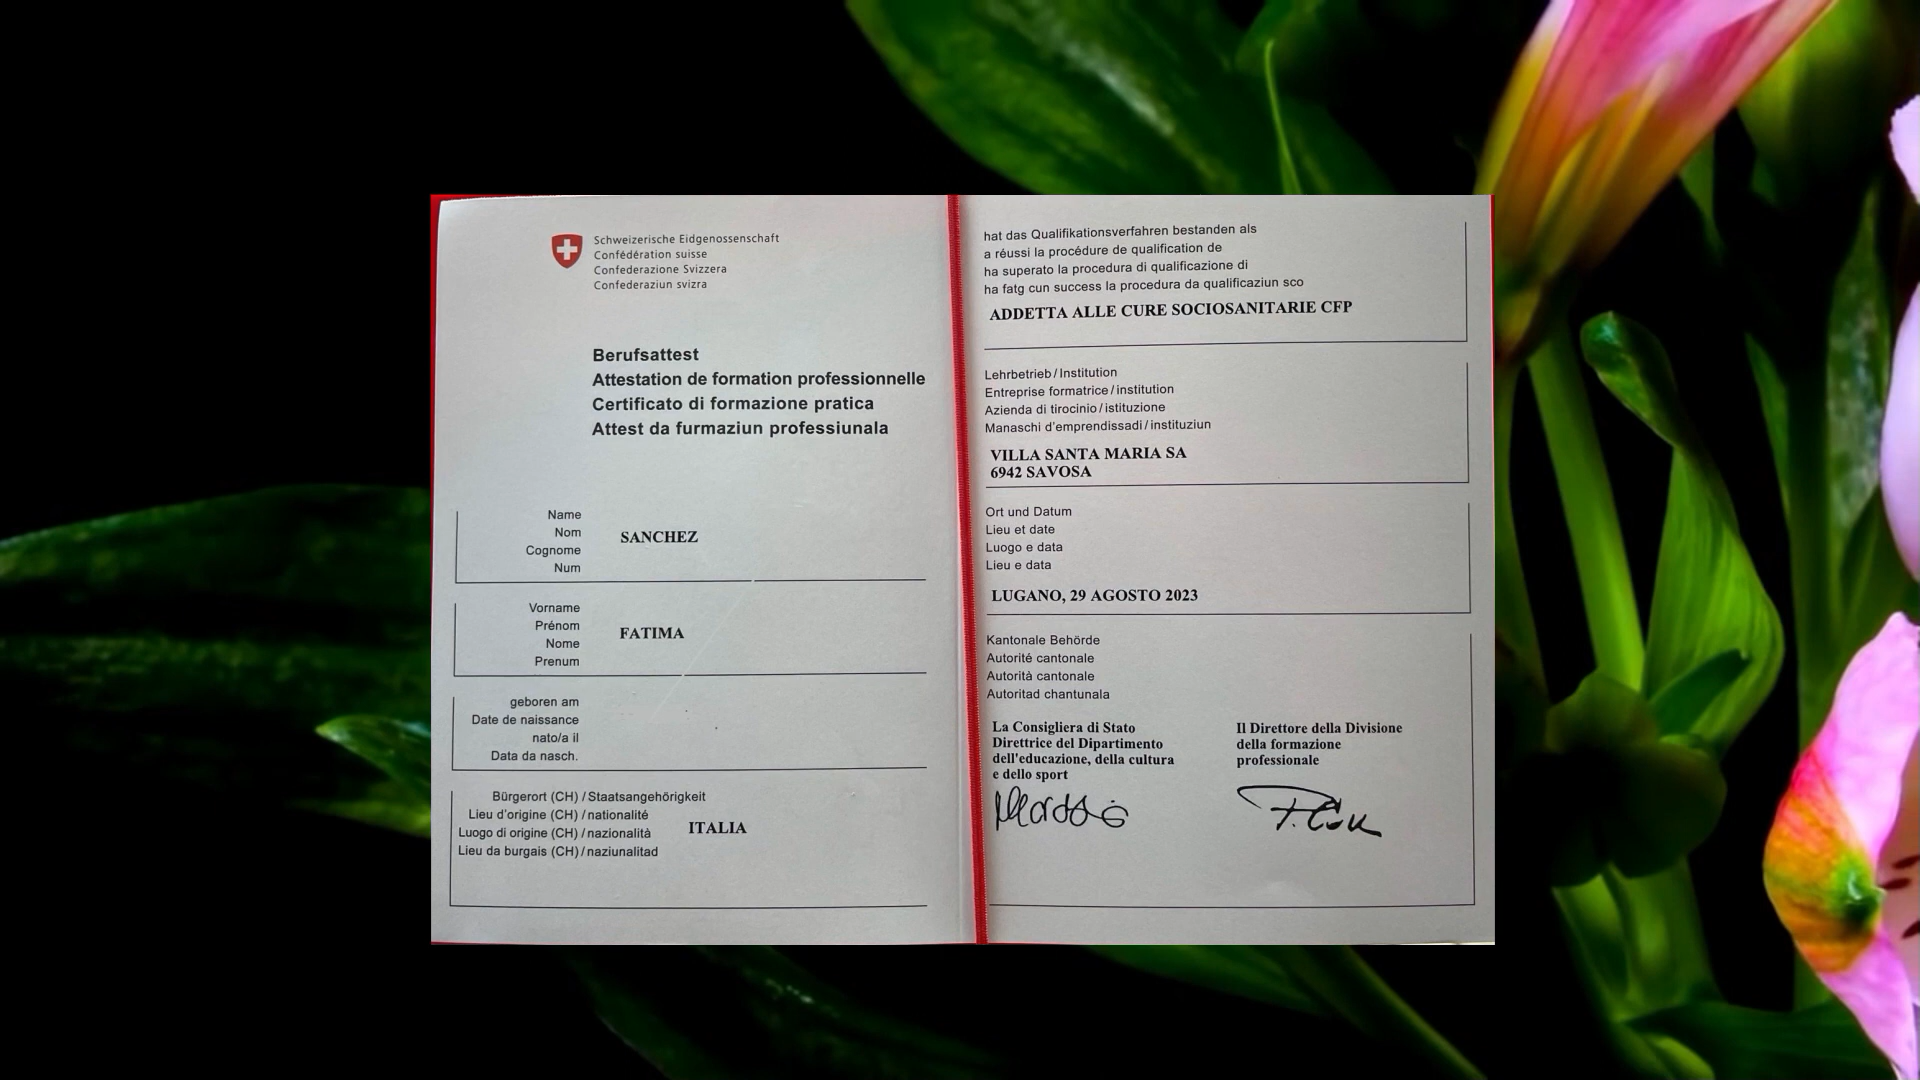 Schweizerische Eidgenossenschaft
Confédération suisse
Confederazione Svizzera
Confederaziun svizra
Berufsattest
Attestation de formation professionnelle
Certificato di formazione pratica
Attest da furmaziun professiunala
Name
Nom
Cognome
Num
SANCHEZ
Vorname
Prénom
Nome
Prenum
FATIMA
geboren am
Date de naissance
nato/a il
Data da nasch.
Bürgerort (CH) / Staatsangehörigkeit
Lieu d'origine (CH) / nationalité
Luogo di origine (CH) / nazionalità
Lieu da burgais (CH) / naziunalitad
ITALIA
hat das Qualifikationsverfahren bestanden als
a réussi la procédure de qualification de
ha superato la procedura di qualificazione di
ha fatg cun success la procedura da qualificaziun sco
ADDETTA ALLE CURE SOCIOSANITARIE CFP
Lehrbetrieb / Institution
Entreprise formatrice / institution
Azienda di tirocinio / istituzione
Manaschi d'emprendissadi / instituziun
VILLA SANTA MARIA SA
6942 SAVOSA
Ort und Datum
Lieu et date
Luogo e data
Lieu e data
LUGANO, 29 AGOSTO 2023
Kantonale Behörde
Autorité cantonale
Autorità cantonale
Autoritad chantunala
La Consigliera di Stato
Direttrice del Dipartimento
dell'educazione, della cultura
e dello sport
Il Direttore della Divisione
della formazione
professionale